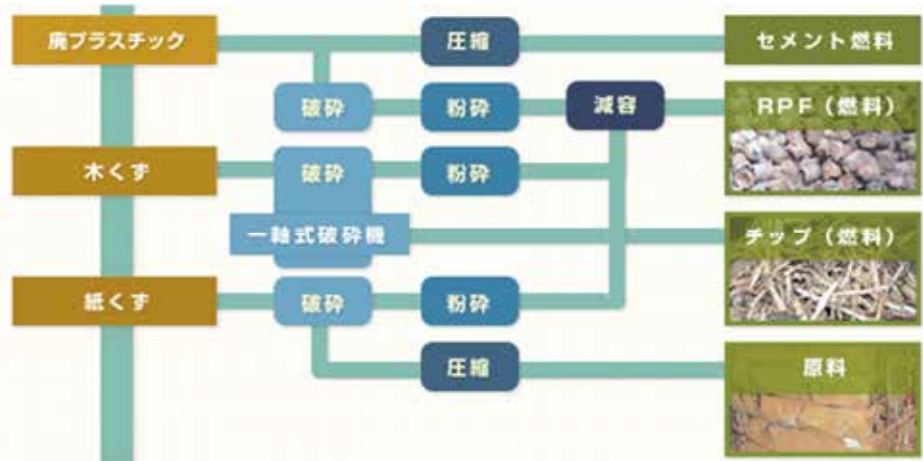 廃プラスチック
圧縮
セメント燃料
破砕
粉砕
減容
RPF(燃料)
木くず
破砕
粉砕
一軸式破砕機
チップ(燃料)
紙くず
破砕
粉砕
圧縮
原料